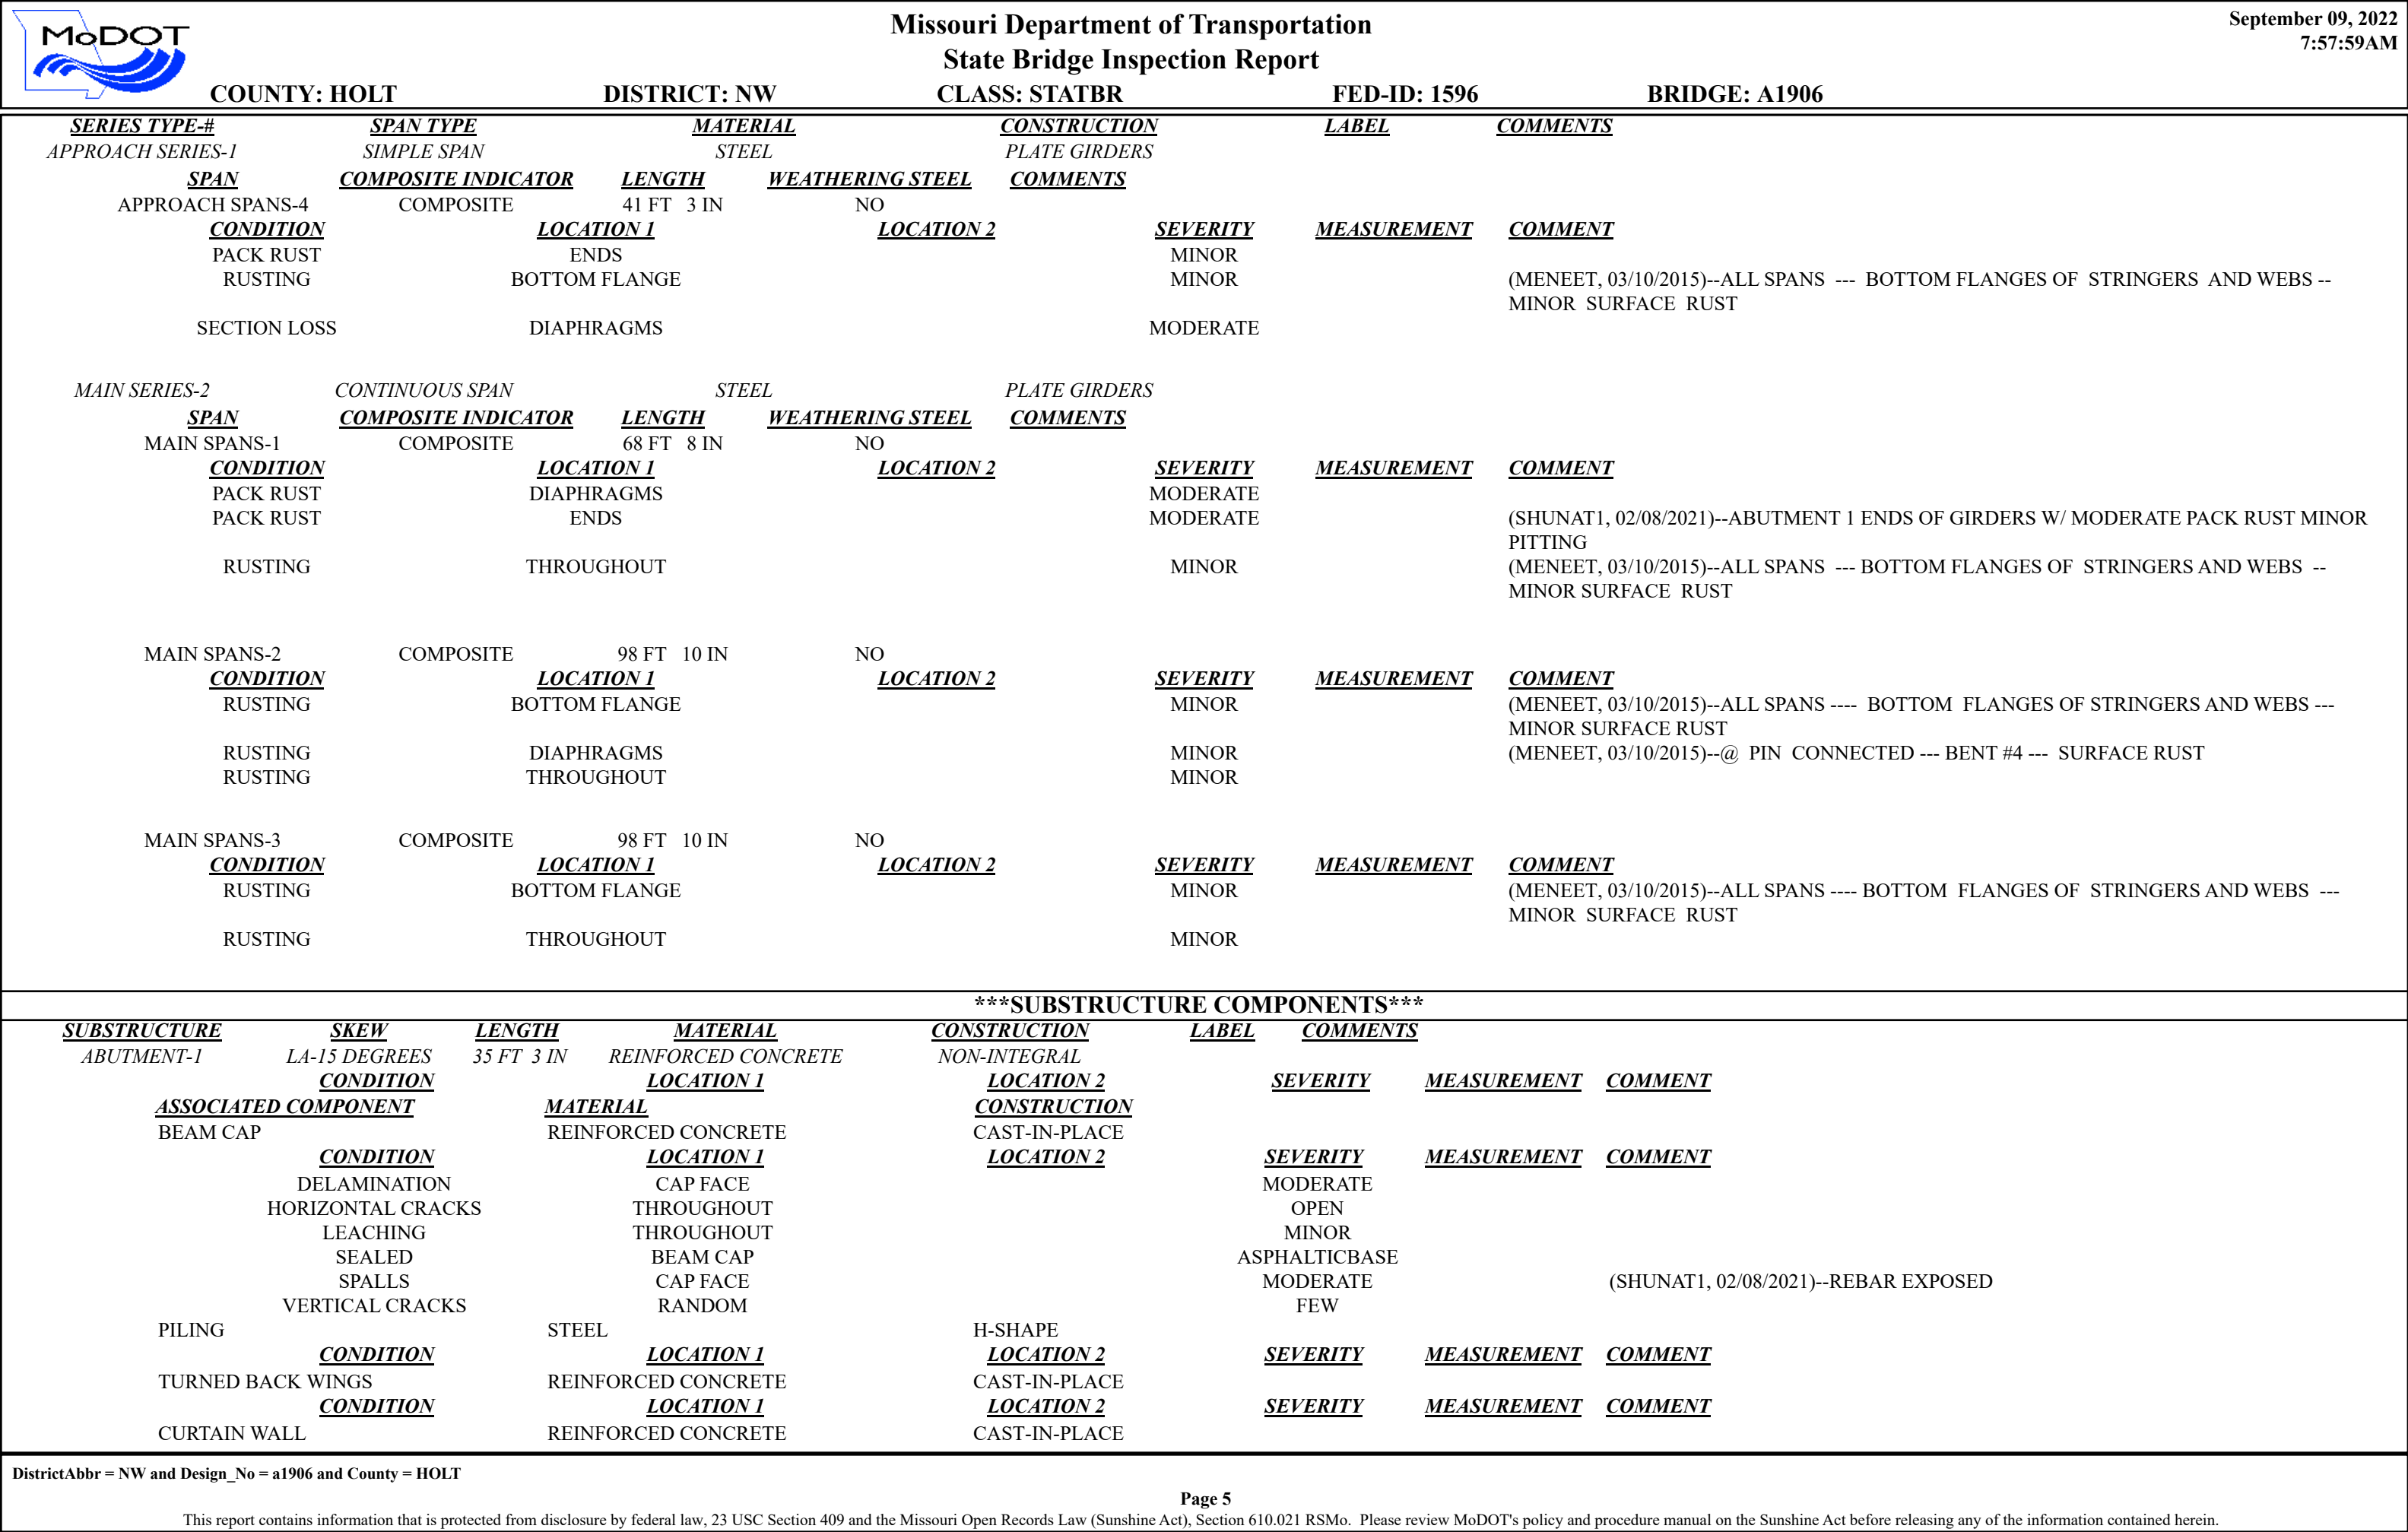 MoDOT
Missouri Department of Transportation
State Bridge Inspection Report
September 09, 2022
7:57:59AM
COUNTY: HOLT DISTRICT: NW CLASS: STATBR FED-ID: 1596 BRIDGE: A1906
SERIES TYPE-# SPAN TYPE MATERIAL CONSTRUCTION LABEL COMMENTS
APPROACH SERIES-1 SIMPLE SPAN STEEL PLATE GIRDERS
SPAN COMPOSITE INDICATOR LENGTH WEATHERING STEEL COMMENTS
APPROACH SPANS-4 COMPOSITE 41 FT 3 IN NO
CONDITION LOCATION 1 LOCATION 2 SEVERITY MEASUREMENT COMMENT
PACK RUST ENDS MINOR
RUSTING BOTTOM FLANGE MINOR (MENEET, 03/10/2015)--ALL SPANS --- BOTTOM FLANGES OF STRINGERS AND WEBS --
MINOR SURFACE RUST
SECTION LOSS DIAPHRAGMS MODERATE
MAIN SERIES-2 CONTINUOUS SPAN STEEL PLATE GIRDERS
SPAN COMPOSITE INDICATOR LENGTH WEATHERING STEEL COMMENTS
MAIN SPANS-1 COMPOSITE 68 FT 8 IN NO
CONDITION LOCATION 1 LOCATION 2 SEVERITY MEASUREMENT COMMENT
PACK RUST DIAPHRAGMS MODERATE
PACK RUST ENDS MODERATE (SHUNAT1, 02/08/2021)--ABUTMENT 1 ENDS OF GIRDERS W/ MODERATE PACK RUST MINOR
PITTING
RUSTING THROUGHOUT MINOR (MENEET, 03/10/2015)--ALL SPANS --- BOTTOM FLANGES OF STRINGERS AND WEBS --
MINOR SURFACE RUST
MAIN SPANS-2 COMPOSITE 98 FT 10 IN NO
CONDITION LOCATION 1 LOCATION 2 SEVERITY MEASUREMENT COMMENT
RUSTING BOTTOM FLANGE MINOR (MENEET, 03/10/2015)--ALL SPANS ---- BOTTOM FLANGES OF STRINGERS AND WEBS ---
MINOR SURFACE RUST
RUSTING DIAPHRAGMS MINOR (MENEET, 03/10/2015)--@ PIN CONNECTED --- BENT #4 --- SURFACE RUST
RUSTING THROUGHOUT MINOR
MAIN SPANS-3 COMPOSITE 98 FT 10 IN NO
CONDITION LOCATION 1 LOCATION 2 SEVERITY MEASUREMENT COMMENT
RUSTING BOTTOM FLANGE MINOR (MENEET, 03/10/2015)--ALL SPANS ---- BOTTOM FLANGES OF STRINGERS AND WEBS ---
MINOR SURFACE RUST
RUSTING THROUGHOUT MINOR
***SUBSTRUCTURE COMPONENTS***
SUBSTRUCTURE SKEW LENGTH MATERIAL CONSTRUCTION LABEL COMMENTS
ABUTMENT-1 LA-15 DEGREES 35 FT 3 IN REINFORCED CONCRETE NON-INTEGRAL
CONDITION LOCATION 1 LOCATION 2 SEVERITY MEASUREMENT COMMENT
ASSOCIATED COMPONENT MATERIAL CONSTRUCTION
BEAM CAP REINFORCED CONCRETE CAST-IN-PLACE
CONDITION LOCATION 1 LOCATION 2 SEVERITY MEASUREMENT COMMENT
DELAMINATION CAP FACE MODERATE
HORIZONTAL CRACKS THROUGHOUT OPEN
LEACHING THROUGHOUT MINOR
SEALED BEAM CAP ASPHALTICBASE
SPALLS CAP FACE MODERATE (SHUNAT1, 02/08/2021)--REBAR EXPOSED
VERTICAL CRACKS RANDOM FEW
PILING STEEL H-SHAPE
CONDITION LOCATION 1 LOCATION 2 SEVERITY MEASUREMENT COMMENT
TURNED BACK WINGS REINFORCED CONCRETE CAST-IN-PLACE
CONDITION LOCATION 1 LOCATION 2 SEVERITY MEASUREMENT COMMENT
CURTAIN WALL REINFORCED CONCRETE CAST-IN-PLACE
DistrictAbbr = NW and Design_No = a1906 and County = HOLT
Page 5
This report contains information that is protected from disclosure by federal law, 23 USC Section 409 and the Missouri Open Records Law (Sunshine Act), Section 610.021 RSMo. Please review MoDOT's policy and procedure manual on the Sunshine Act before releasing any of the information contained herein.